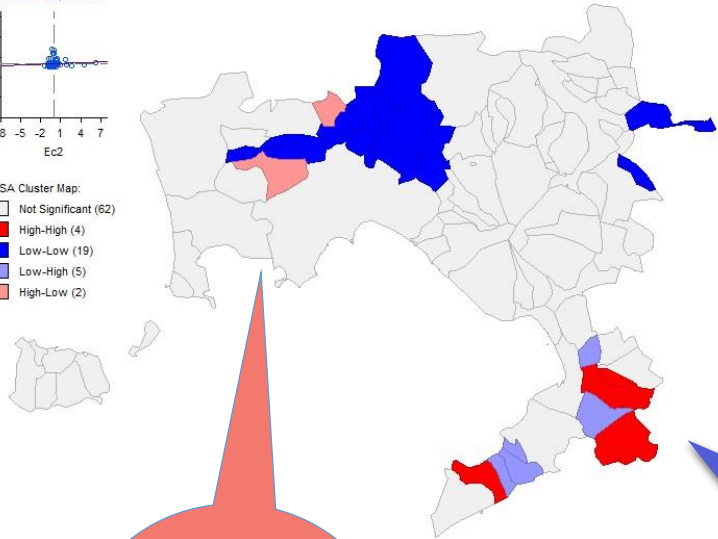 8 -5 -2 1 4 7
Ec2
SA Cluster Map:
Not Significant (62)
High-High (4)
Low-Low (19)
Low-High (5)
High-Low (2)